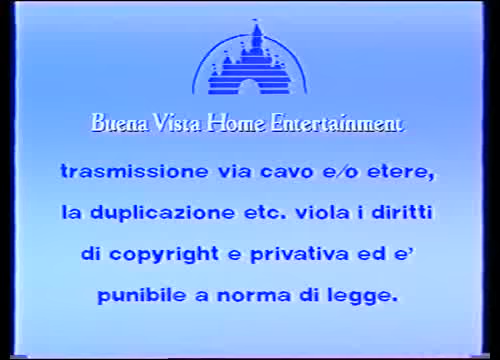 Buena Vista Home Entertainment
trasmissione via cavo e/o etere,
la duplicazione etc. viola i diritti
di copyright e privativa ed e'
punibile a norma di legge.